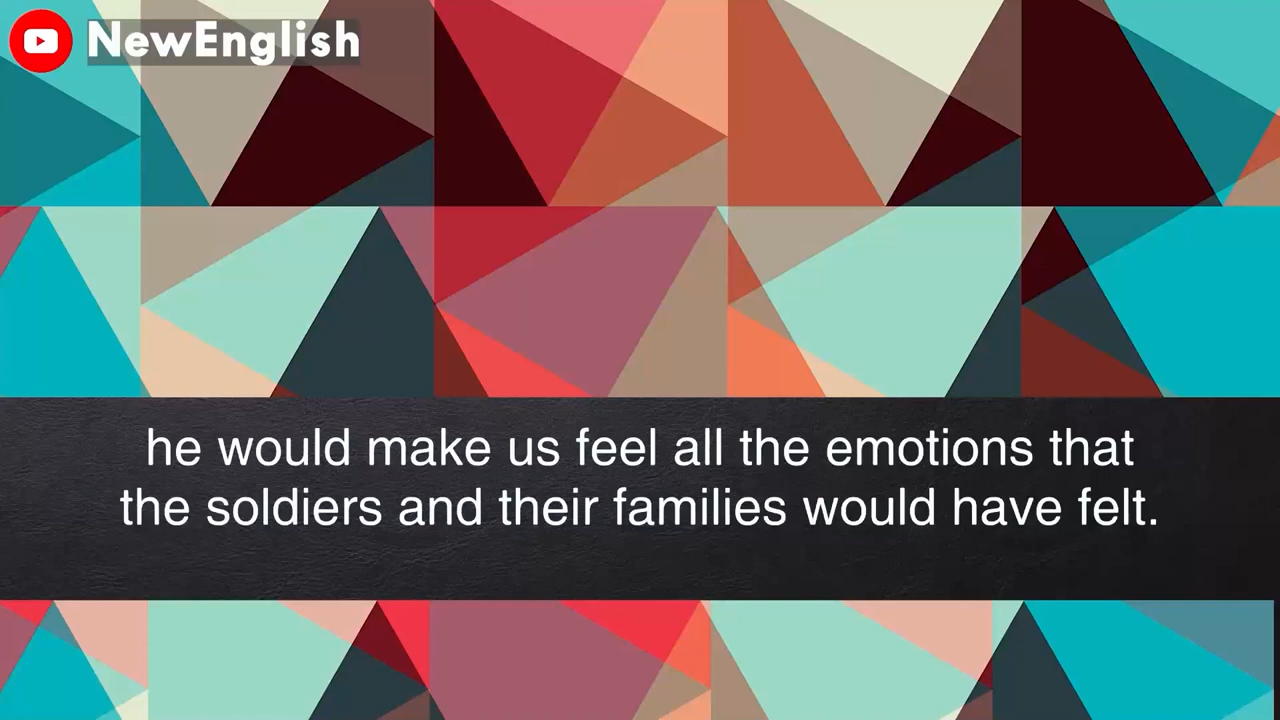 NewEnglish
he would make us feel all the emotions that
the soldiers and their families would have felt.